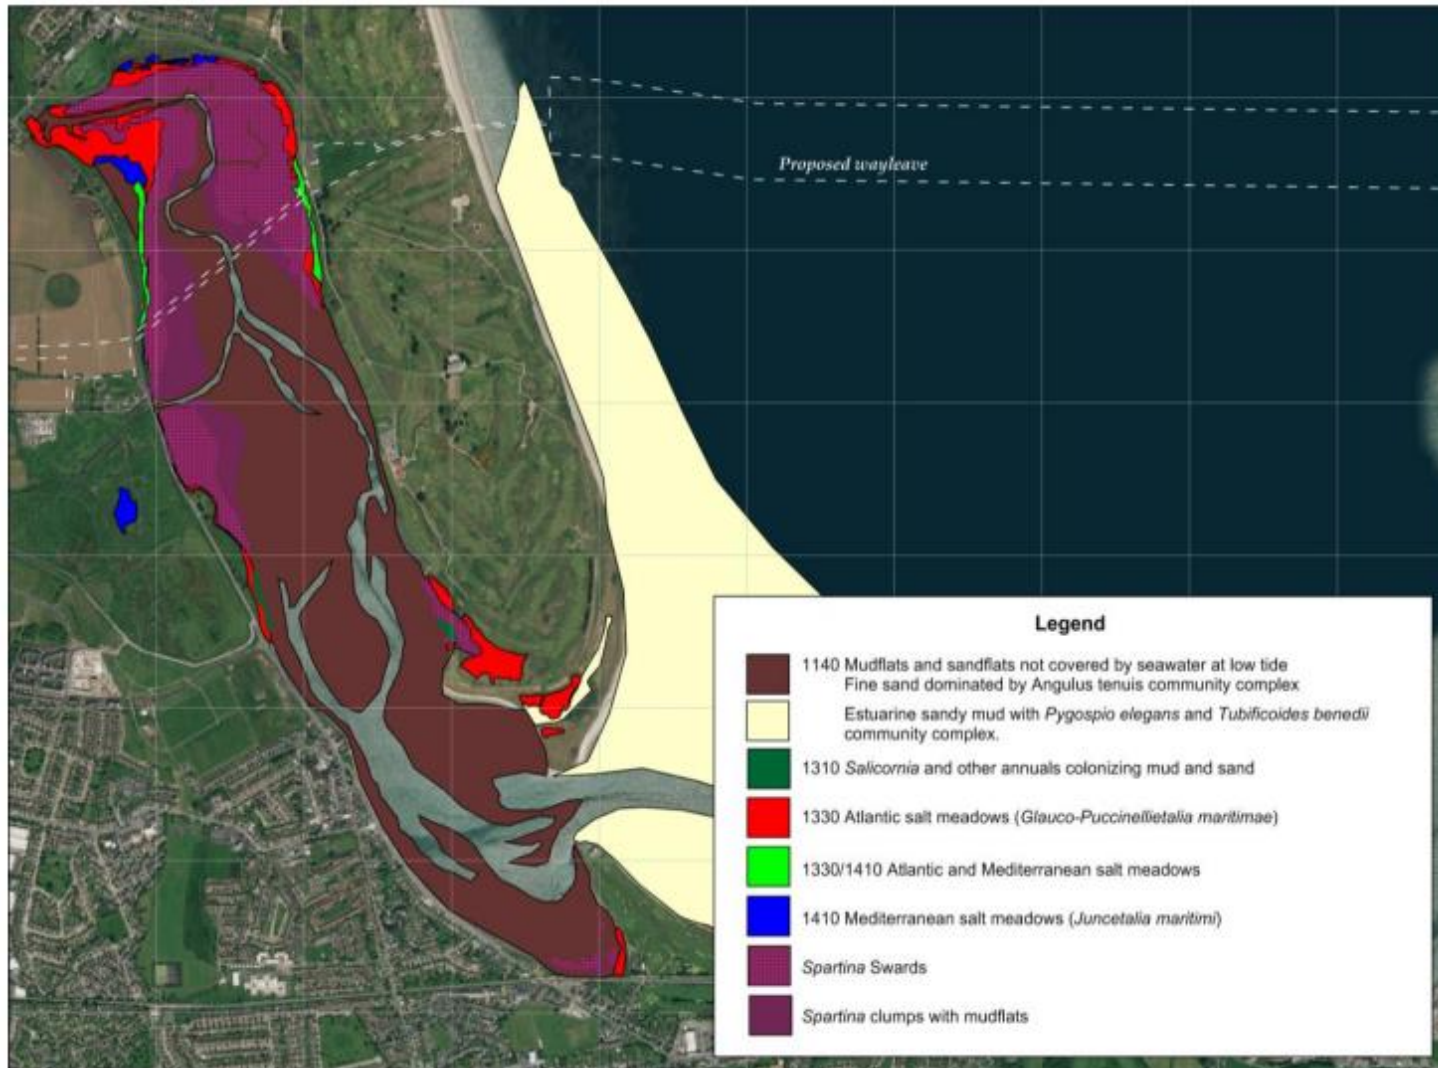 Proposed wayleave
Legend
1140 Mudflats and sandflats not covered by seawater at low tide
Fine sand dominated by Angulus tenuis community complex
Estuarine sandy mud with Pygospio elegans and Tubificoides benedii
community complex.
1310 Salicornia and other annuals colonizing mud and sand
1330 Atlantic salt meadows (Glauco-Puccinellietalia maritimae)
1330/1410 Atlantic and Mediterranean salt meadows
1410 Mediterranean salt meadows (Juncetalia maritimi)
Spartina Swards
Spartina clumps with mudflats